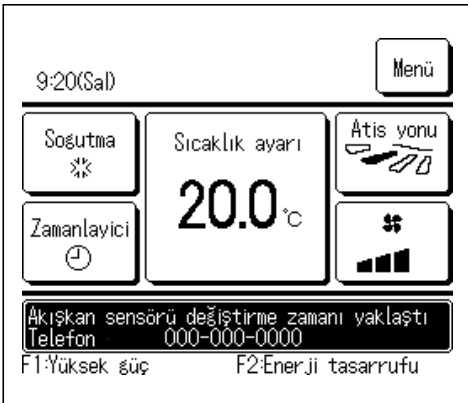 9:20(Sal)
Menü
Soğutma
Sıcaklık ayarı
Atis yonu
20.0 °C
Zamanlayici
Akışkan sensörü değiştirme zamanı yaklaştı
Telefon 000-000-0000
F1:Yüksek güç F2:Enerji tasarrufu